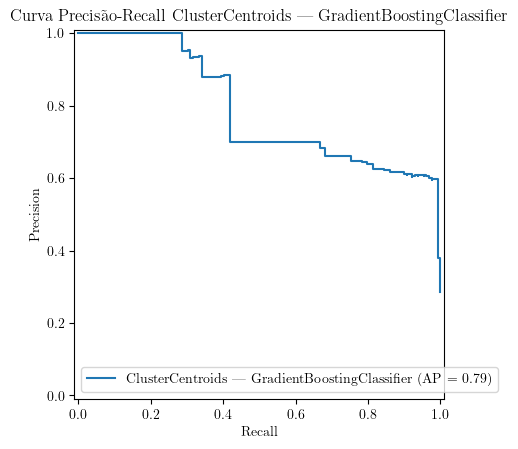 Curva Precisão-Recall ClusterCentroids — GradientBoostingClassifier
1.0
0.8
0.6
0.4
0.2
0.0
Precision
ClusterCentroids — GradientBoostingClassifier (AP = 0.79)
0.0 0.2 0.4 0.6 0.8 1.0
Recall